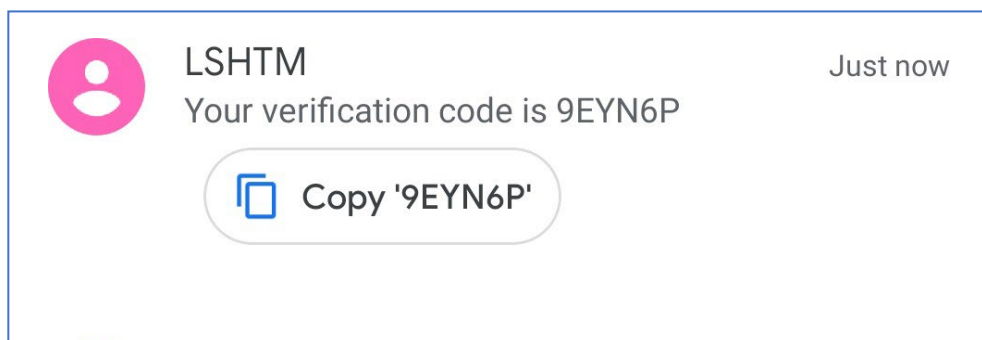 LSHTM
Just now
Your verification code is 9EYN6P
Copy '9EYN6P'